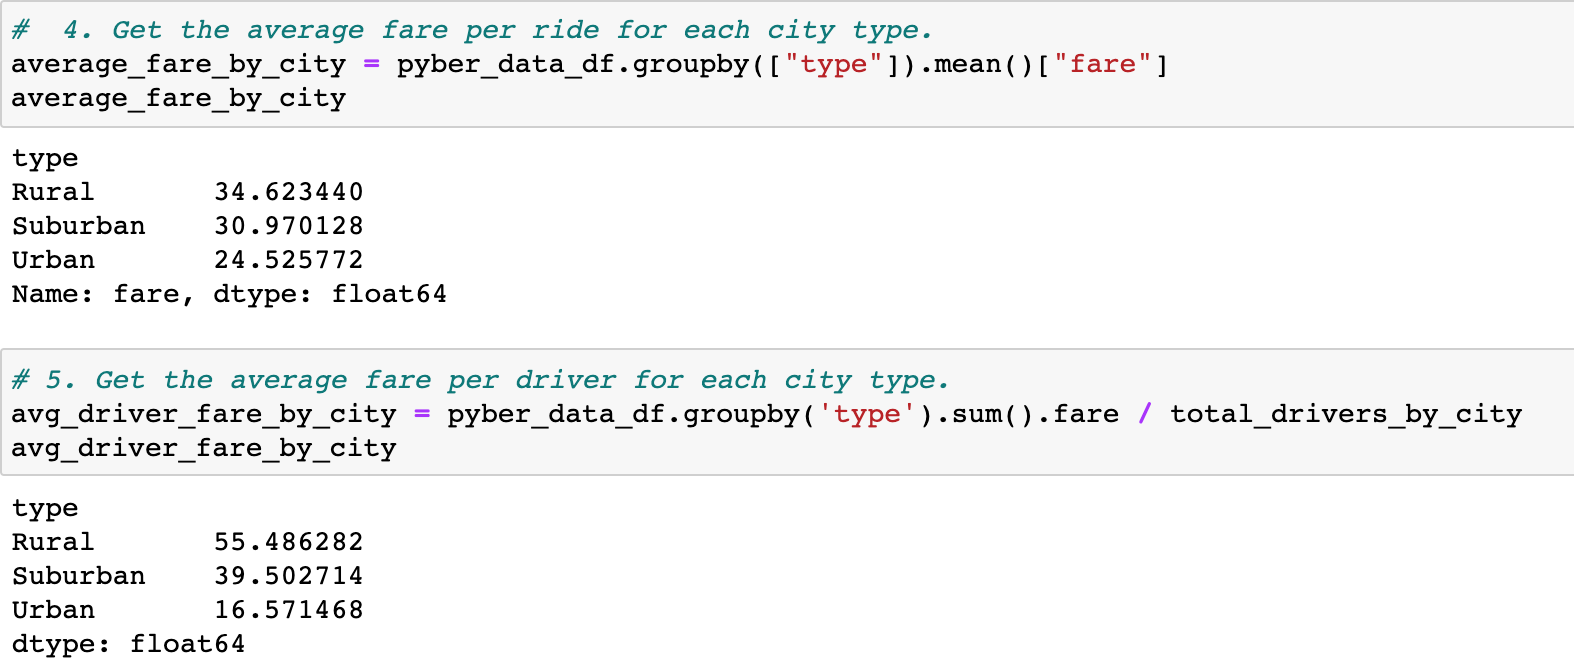 #  4. Get the average fare per ride for each city type.
average_fare_by_city = pyber_data_df.groupby(["type"]).mean()["fare"]
average_fare_by_city
type
Rural       34.623440
Suburban    30.970128
Urban       24.525772
Name: fare, dtype: float64
# 5. Get the average fare per driver for each city type.
avg_driver_fare_by_city = pyber_data_df.groupby('type').sum().fare / total_drivers_by_city
avg_driver_fare_by_city
type
Rural       55.486282
Suburban    39.502714
Urban       16.571468
dtype: float64